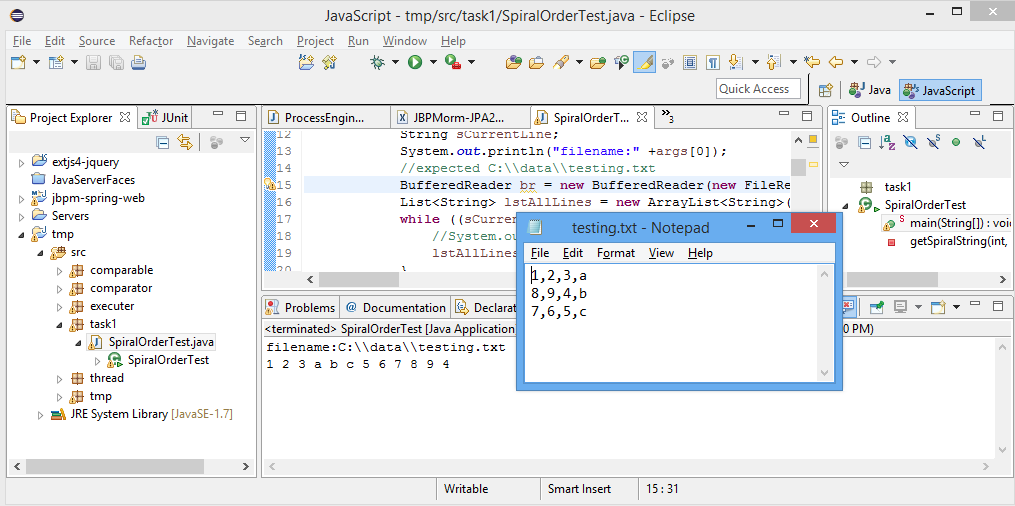 JavaScript - tmp/src/task1/SpiralOrderTest.java - Eclipse
File Edit Source Refactor Navigate Search Project Run Window Help
Quick Access Java JavaScript
Project Explorer JUnit
extjs4-jquery
JavaServerFaces
jbpm-spring-web
Servers
tmp
src
comparable
comparator
executer
task1
SpiralOrderTest.java
SpiralOrderTest
thread
tmp
JRE System Library [JavaSE-1.7]
ProcessEngin... JBPMorm-JPA2... SpiralOrderT... »3
12 String sCurrentLine;
13 System.out.println("filename:" +args[0]);
14 //expected C:\\data\\testing.txt
15 BufferedReader br = new BufferedReader(new FileRe
16 List<String> lstAllLines = new ArrayList<String>(
17 while ((sCurren
18 //System.ou
19 lstAllLines
20 }
Outline
task1
SpiralOrderTest
main(String[]) : voi
getSpiralString(int,
testing.txt - Notepad
File Edit Format View Help
1,2,3,a
8,9,4,b
7,6,5,c
Problems @ Documentation Declarat
<terminated> SpiralOrderTest [Java Application] 0 PM)
filename:C:\\data\\testing.txt
1 2 3 a b c 5 6 7 8 9 4
Writable Smart Insert 15 : 31